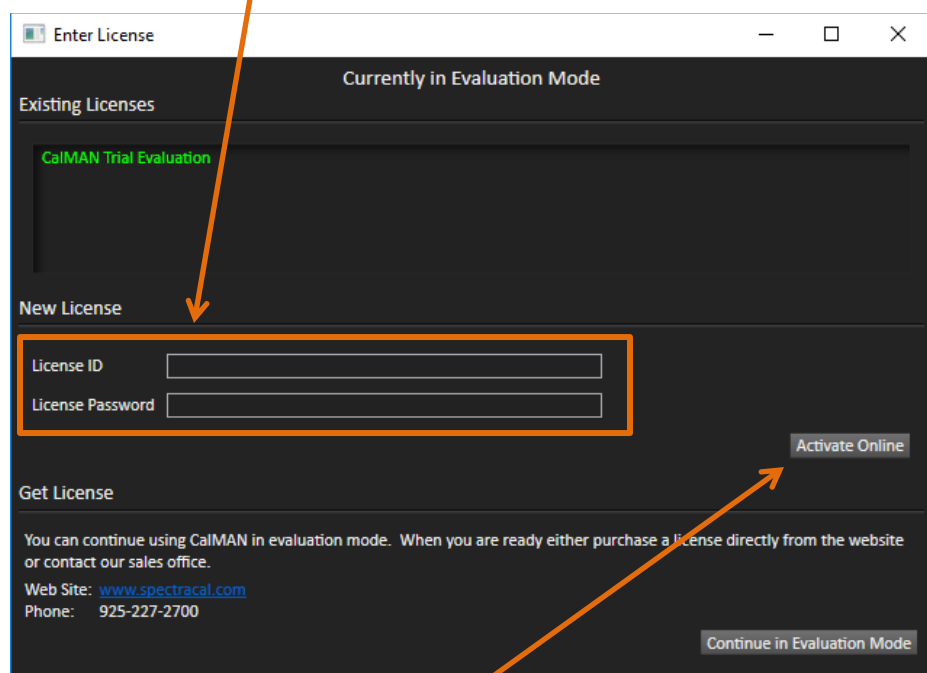 Enter License
Currently in Evaluation Mode
Existing Licenses
CalMAN Trial Evaluation
New License
License ID
License Password
Activate Online
Get License
You can continue using CalMAN in evaluation mode. When you are ready either purchase a license directly from the website
or contact our sales office.
Web Site: www.spectracal.com
Phone: 925-227-2700
Continue in Evaluation Mode